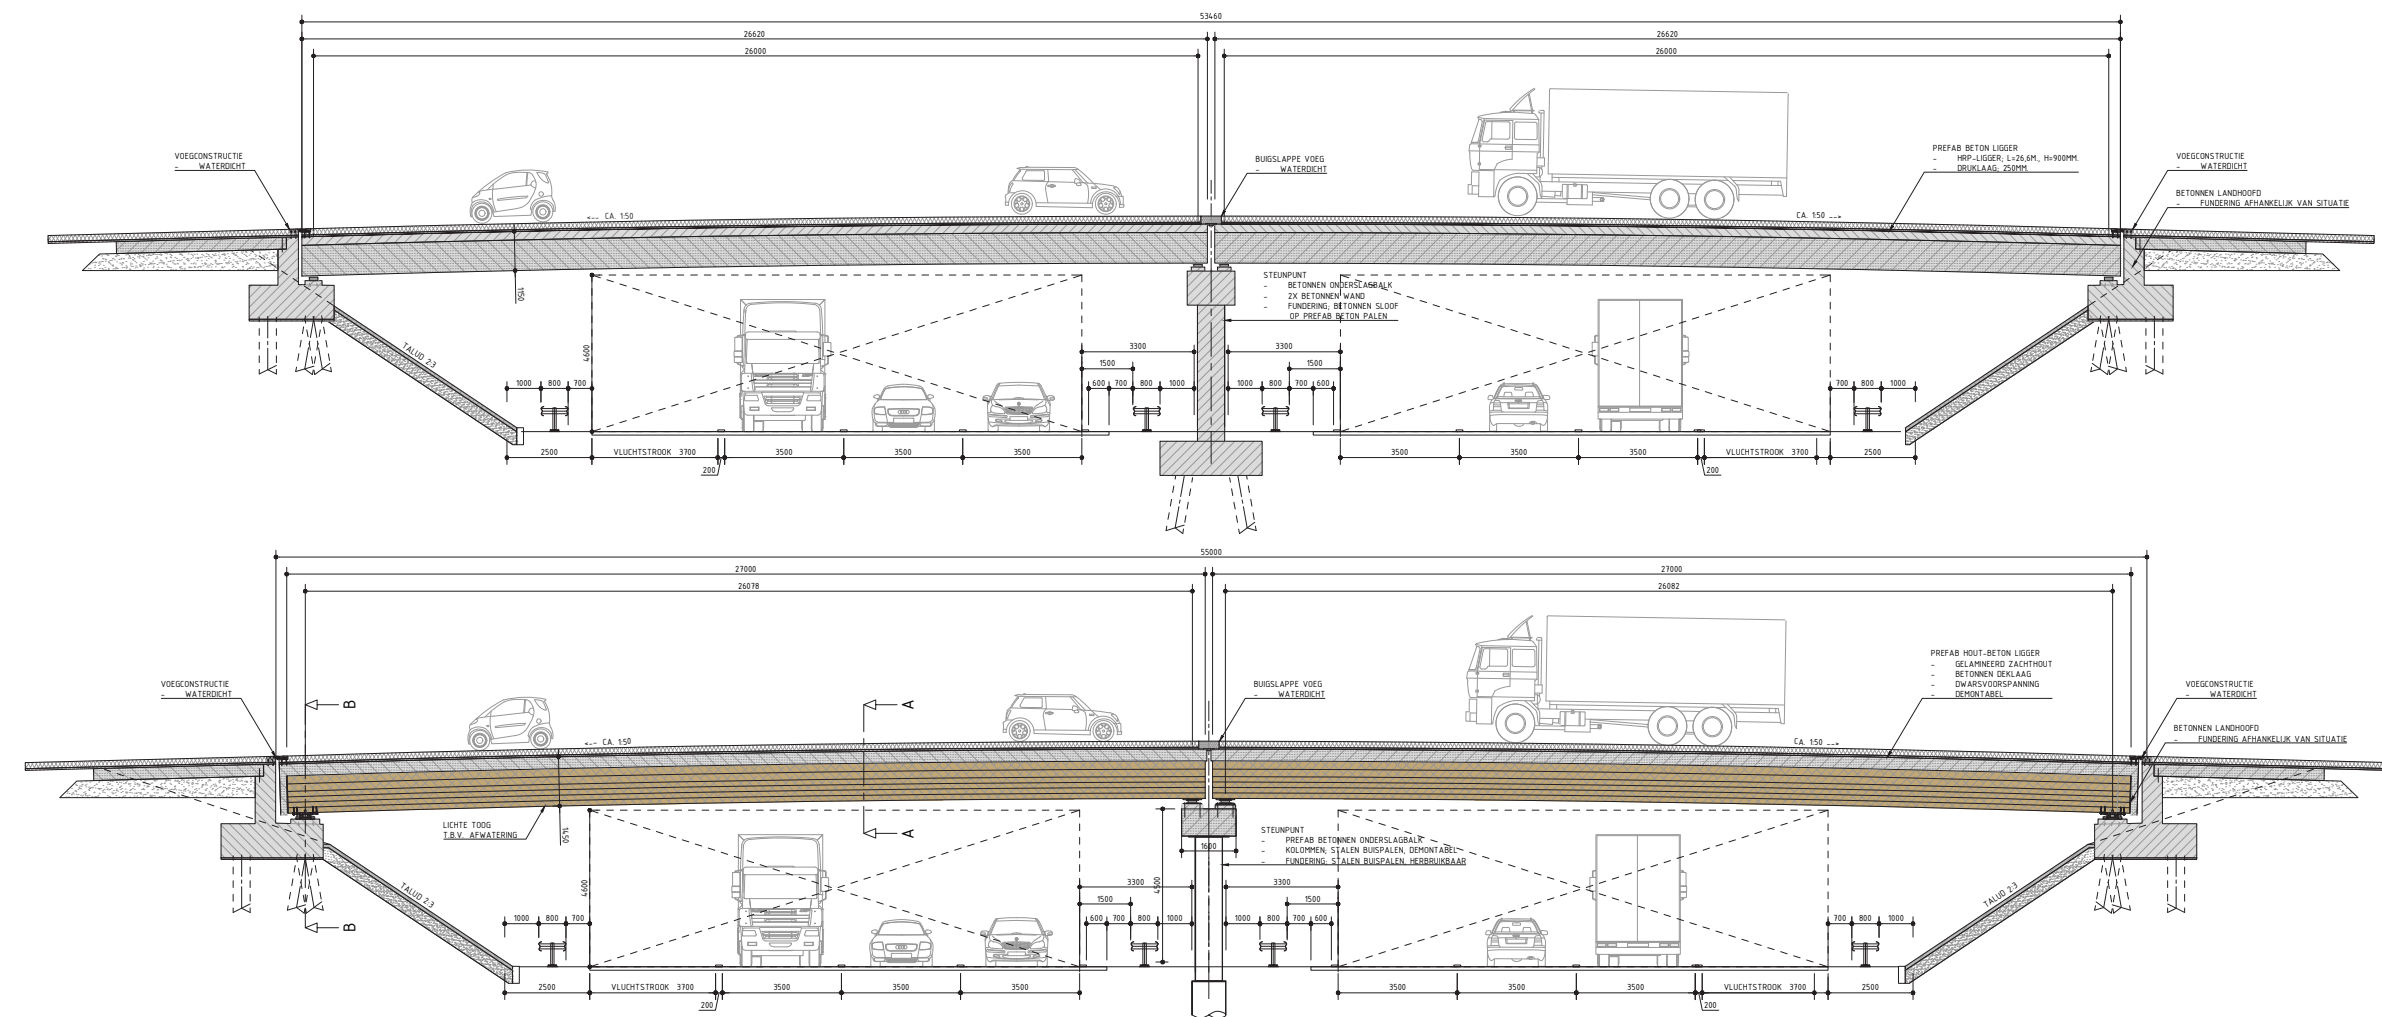 53460
26620 26620
26000 26000
VOEGCONSTRUCTIE
- WATERDICHT
BUIGSLAPPE VOEG
- WATERDICHT
PREFAB BETON LIGGER
- HRP-LIGGER; L=26,6M., H=900MM.
- DRUKLAAG; 250MM.
VOEGCONSTRUCTIE
- WATERDICHT
BETONNEN LANDHOOFD
- FUNDERING AFHANKELIJK VAN SITUATIE
<-- CA. 1:50
CA. 1:50 -->
1150
STEUNPUNT
- BETONNEN ONDERSLAGBALK
- 2X BETONNEN WAND
- FUNDERING; BETONNEN SLOOF
OP PREFAB BETON PALEN
TALUD 2:3
4600
3300 3300
1500 1500
1000 800 700
600 700 800 1000
1000 800 700 600
700 800 1000
2500 VLUCHTSTROOK 3700 3500 3500 3500
200
3500 3500 3500 VLUCHTSTROOK 3700 2500
200
55000
27000 27000
26078 26082
VOEGCONSTRUCTIE
- WATERDICHT
B
A
BUIGSLAPPE VOEG
- WATERDICHT
PREFAB HOUT-BETON LIGGER
- GELAMINEERD ZACHTHOUT
- BETONNEN DEKLAAG
- DWARSVOORSPANNING
- DEMONTABEL
VOEGCONSTRUCTIE
- WATERDICHT
BETONNEN LANDHOOFD
- FUNDERING AFHANKELIJK VAN SITUATIE
<-- CA. 1:50
CA. 1:50 -->
LICHTE TOOG
T.B.V. AFWATERING
1450
A
STEUNPUNT
- PREFAB BETONNEN ONDERSLAGBALK
- KOLOMMEN; STALEN BUISPALEN, DEMONTABEL
- FUNDERING; STALEN BUISPALEN, HERBRUIKBAAR
1600
4500
TALUD 2:3
TALUD 2:3
4600
3300 3300
1500 1500
1000 800 700
600 700 800 1000
1000 800 700 600
700 800 1000
B
2500 VLUCHTSTROOK 3700 3500 3500 3500
200
3500 3500 3500 VLUCHTSTROOK 3700 2500
200